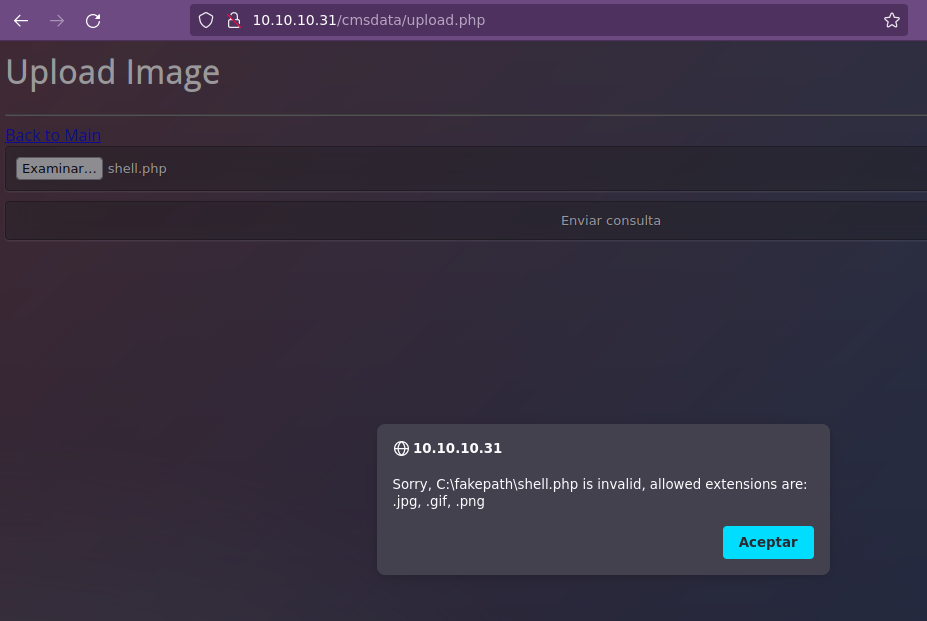 10.10.10.31/cmsdata/upload.php
Upload Image
Back to Main
Examinar... shell.php
Enviar consulta
10.10.10.31
Sorry, C:\fakepath\shell.php is invalid, allowed extensions are:
.jpg, .gif, .png
Aceptar